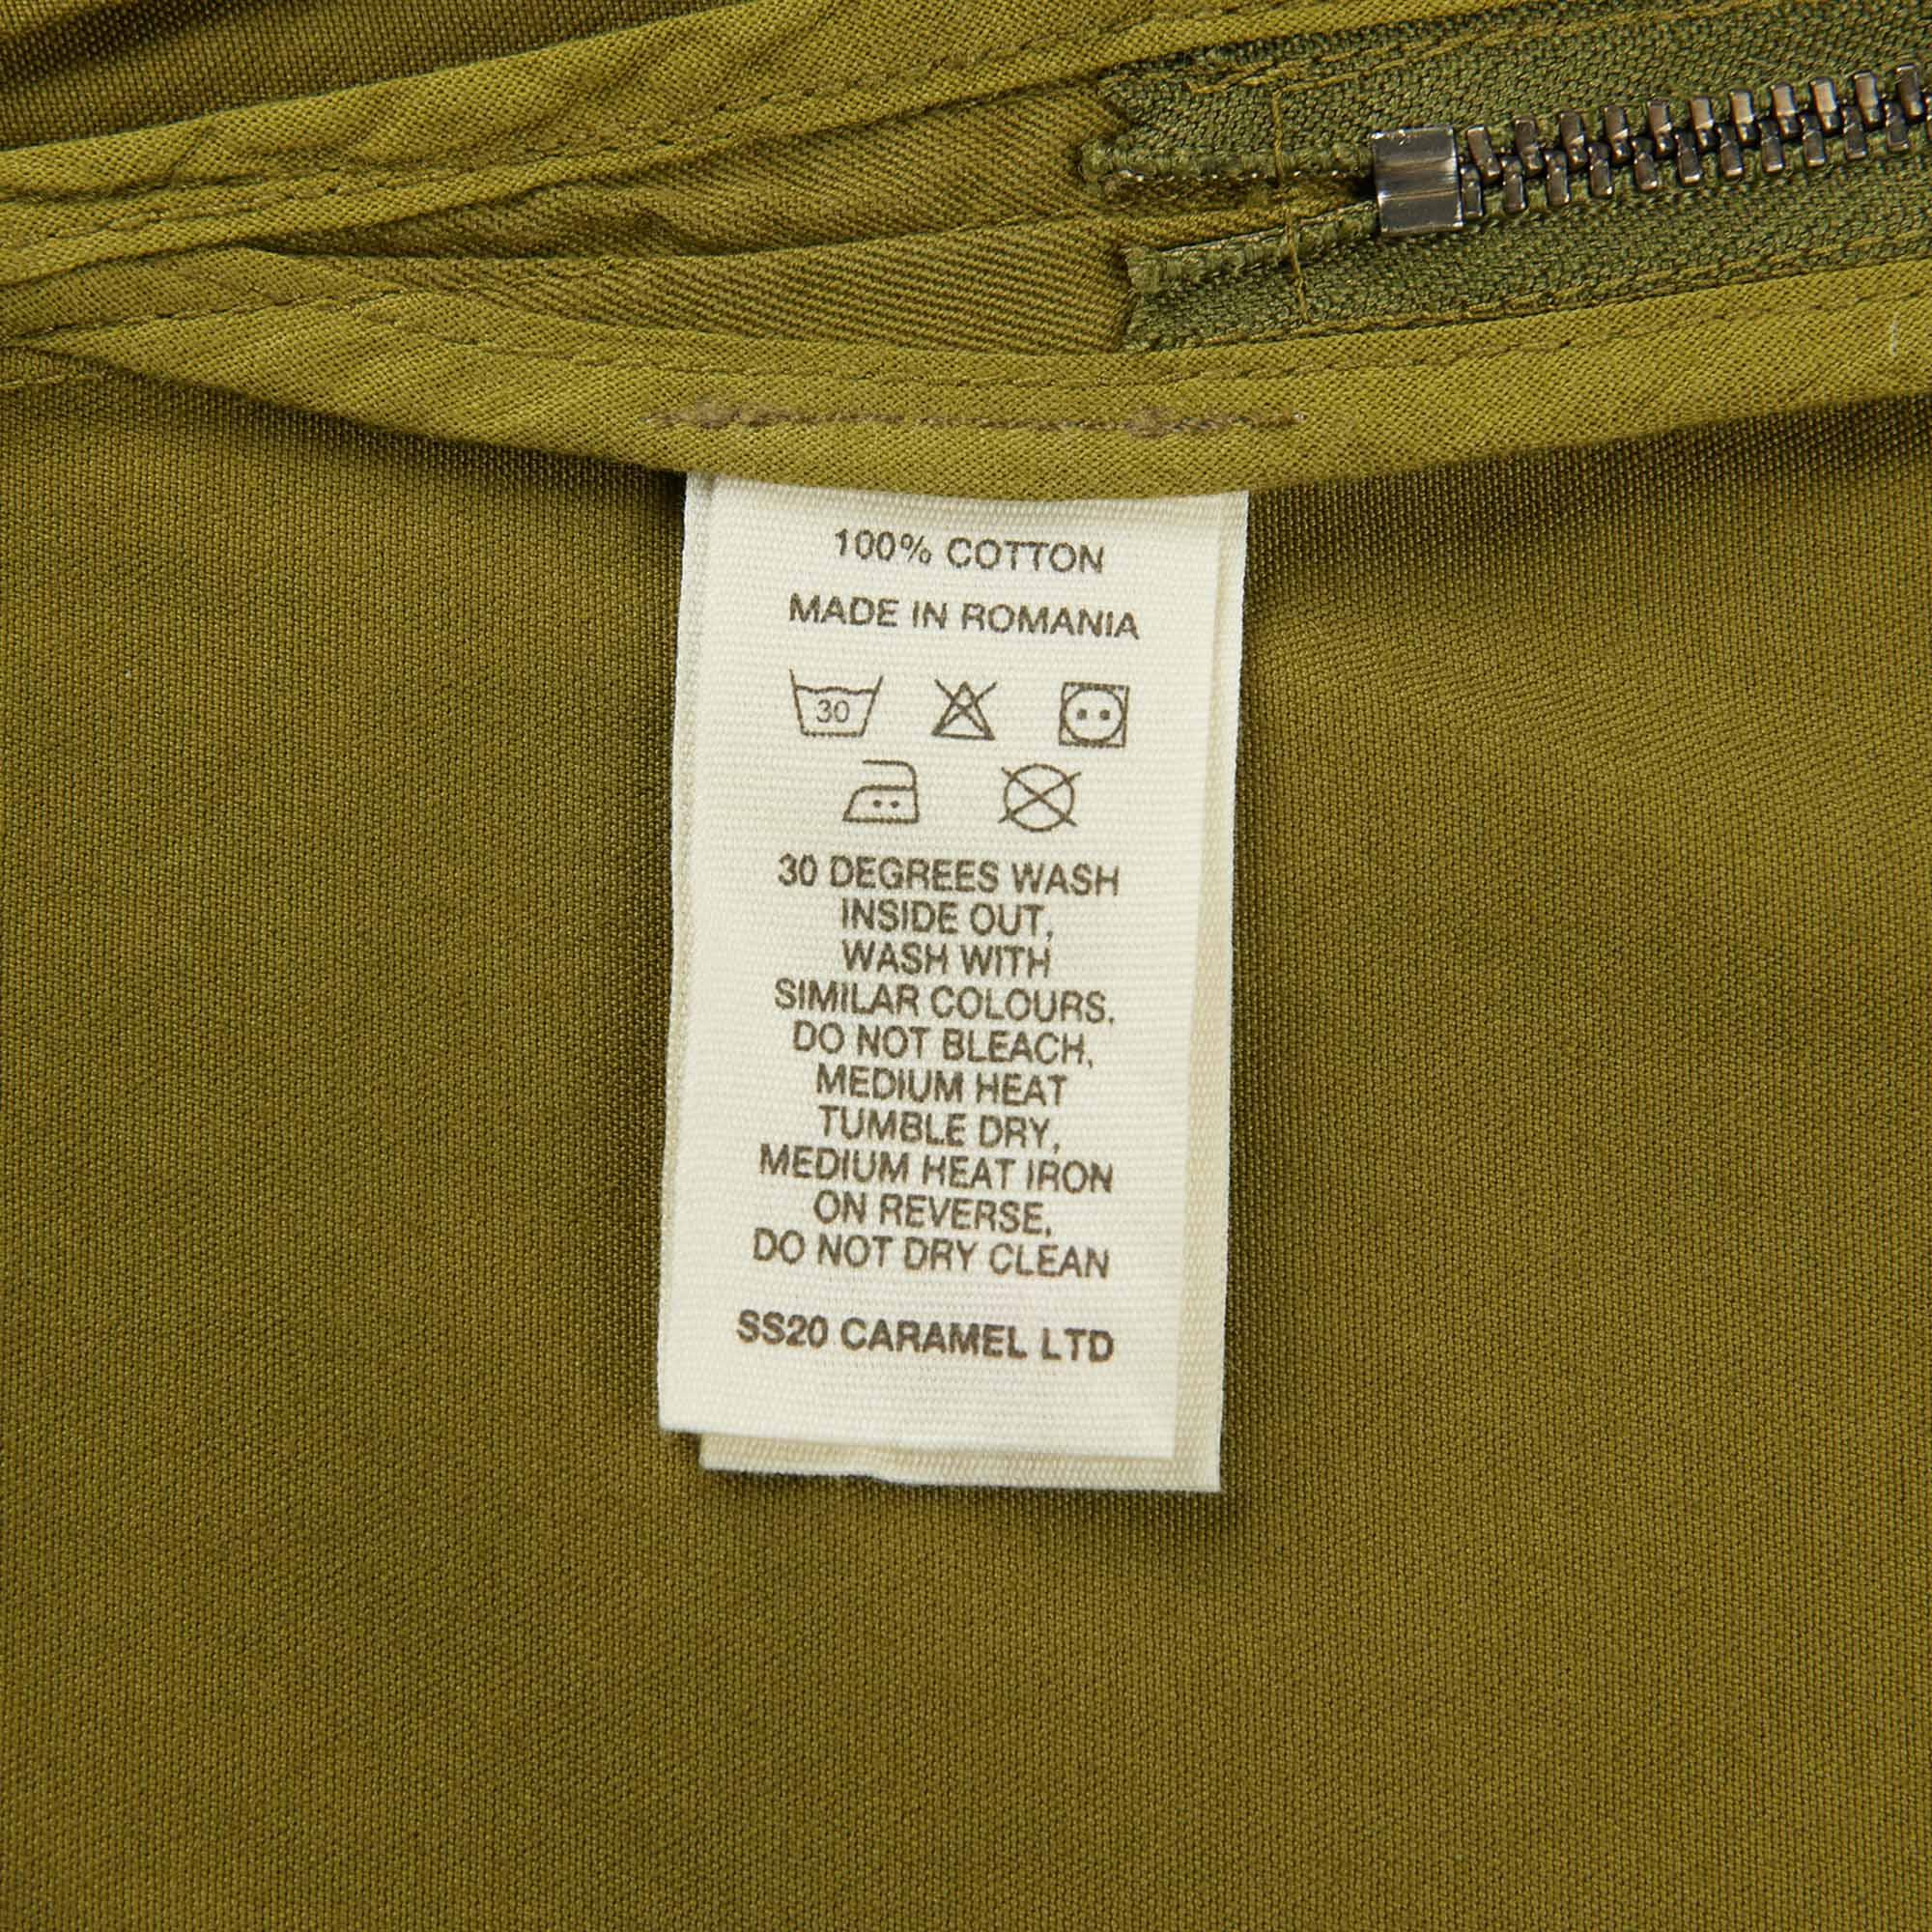 100% COTTON
MADE IN ROMANIA
30
30 DEGREES WASH
INSIDE OUT,
WASH WITH
SIMILAR COLOURS.
DO NOT BLEACH,
MEDIUM HEAT
TUMBLE DRY,
MEDIUM HEAT IRON
ON REVERSE,
DO NOT DRY CLEAN
SS20 CARAMEL LTD